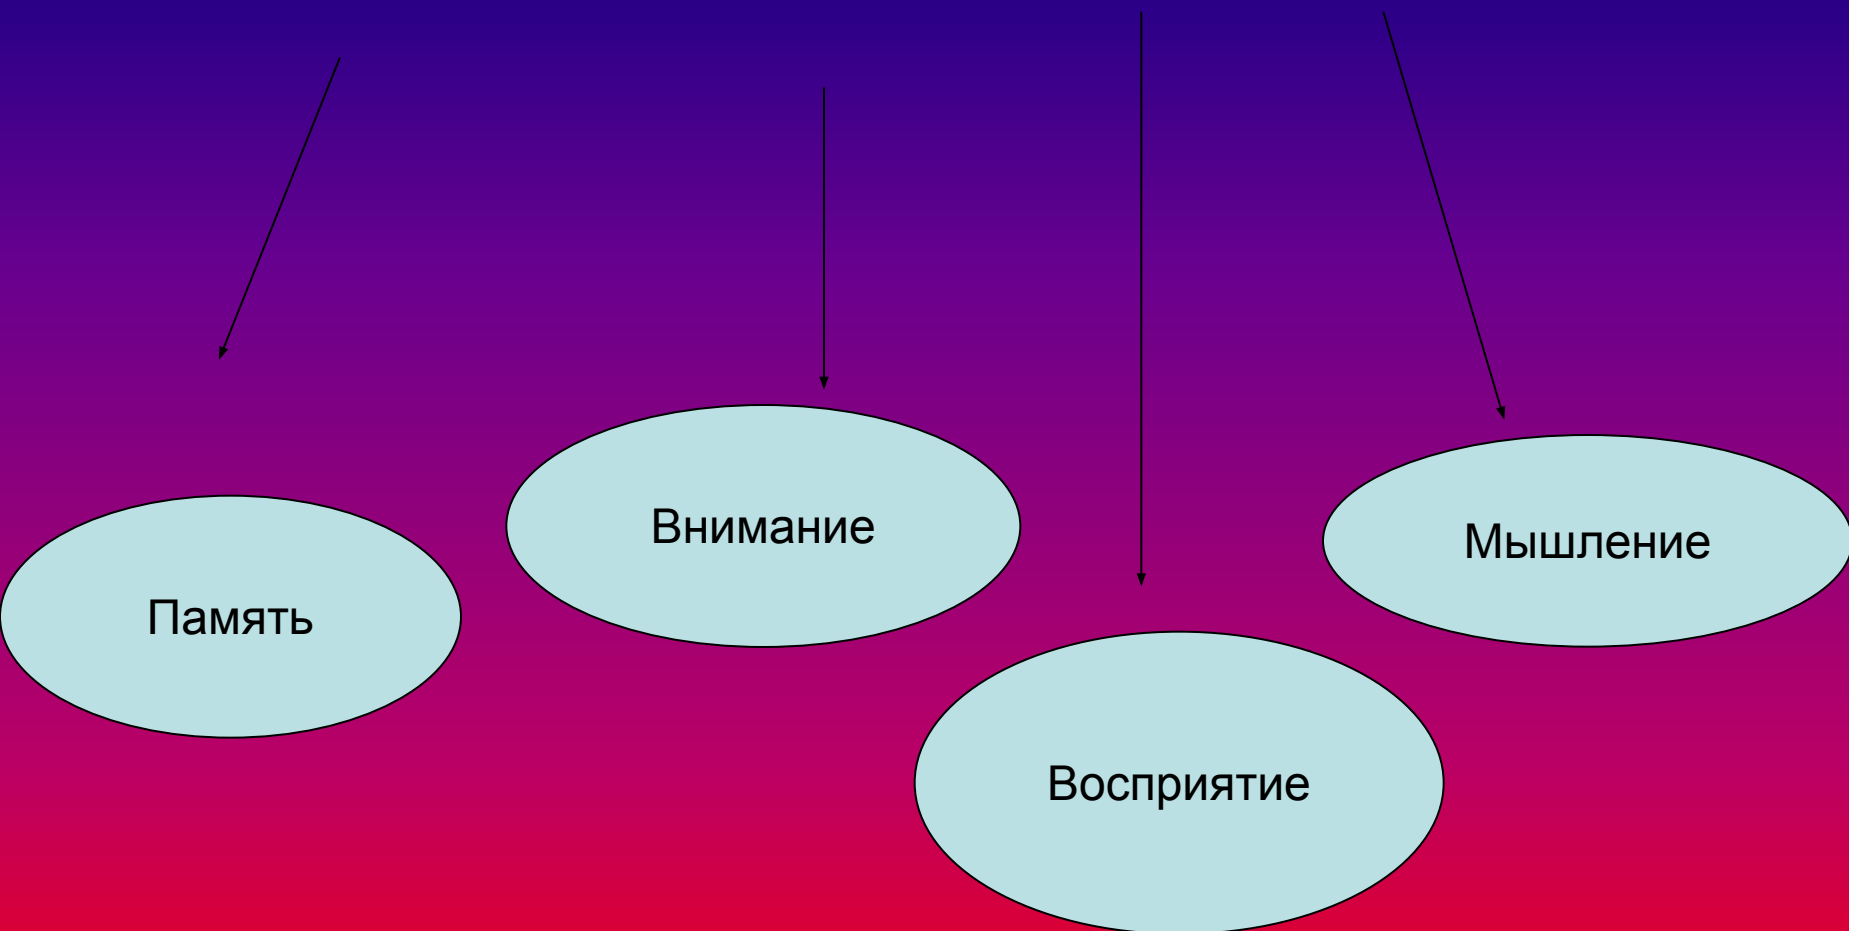 Память
Внимание
Восприятие
Мышление